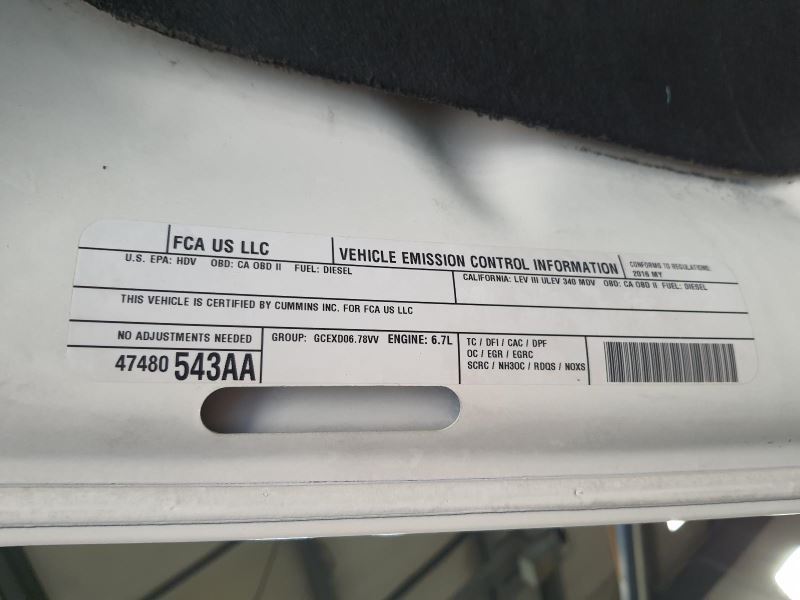 FCA US LLC
VEHICLE EMISSION CONTROL INFORMATION
CONFORMS TO REGULATIONS:
2016 MY
U.S. EPA: HDV OBD: CA OBD II FUEL: DIESEL
CALIFORNIA: LEV III ULEV 340 MDV OBD: CA OBD II FUEL: DIESEL
THIS VEHICLE IS CERTIFIED BY CUMMINS INC. FOR FCA US LLC
NO ADJUSTMENTS NEEDED
47480 543AA
GROUP: GCEXD06.78VV ENGINE: 6.7L
TC / DFI / CAC / DPF
OC / EGR / EGRC
SCRC / NH3OC / RDQS / NOXS